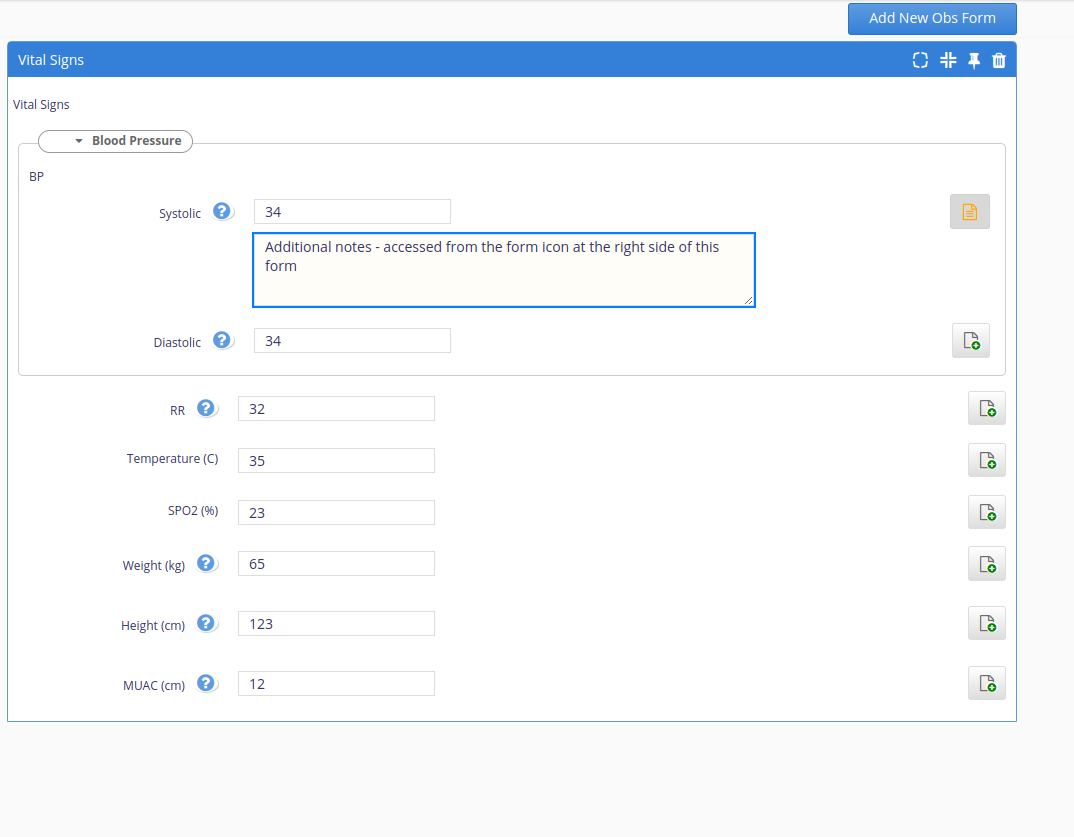 Add New Obs Form
Vital Signs
Vital Signs
Blood Pressure
BP
Systolic ? 34
Additional notes - accessed from the form icon at the right side of this
form
Diastolic ? 34
RR ? 32
Temperature (C) 35
SPO2 (%) 23
Weight (kg) ? 65
Height (cm) ? 123
MUAC (cm) ? 12